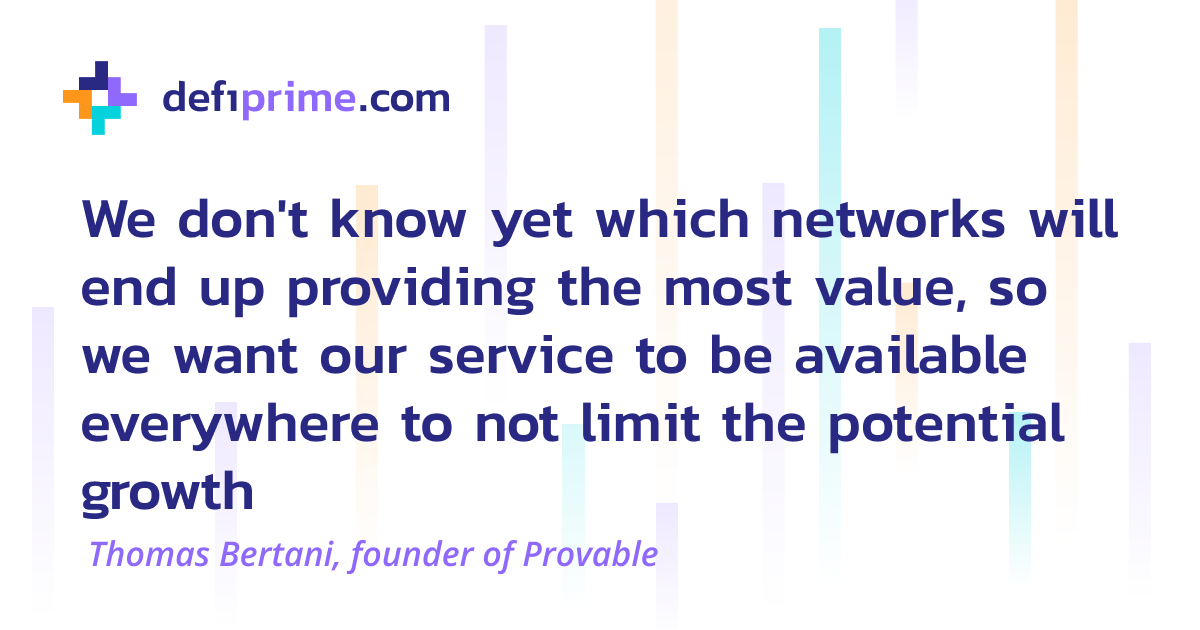 defiprime.com
We don't know yet which networks will
end up providing the most value, so
we want our service to be available
everywhere to not limit the potential
growth
Thomas Bertani, founder of Provable